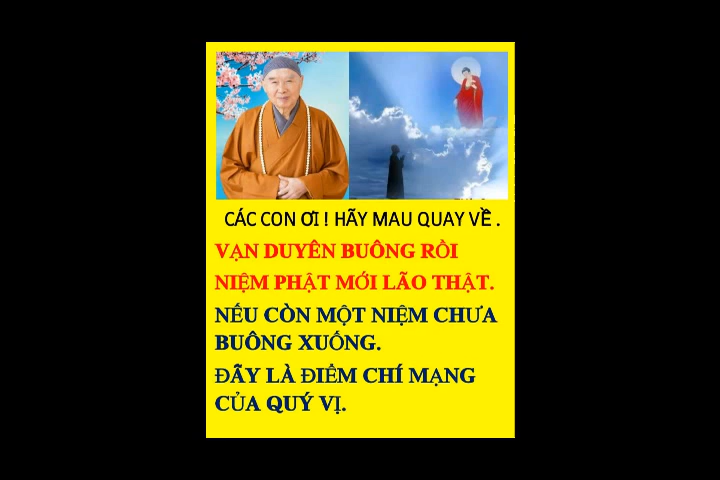 CÁC CON ƠI ! HÃY MAU QUAY VỀ .
VẠN DUYÊN BUÔNG RỒI
NIỆM PHẬT MỚI LÃO THẬT.
NẾU CÒN MỘT NIỆM CHƯA
BUÔNG XUỐNG.
ĐÃY LÀ ĐIỂM CHÍ MẠNG
CỦA QUÝ VỊ.